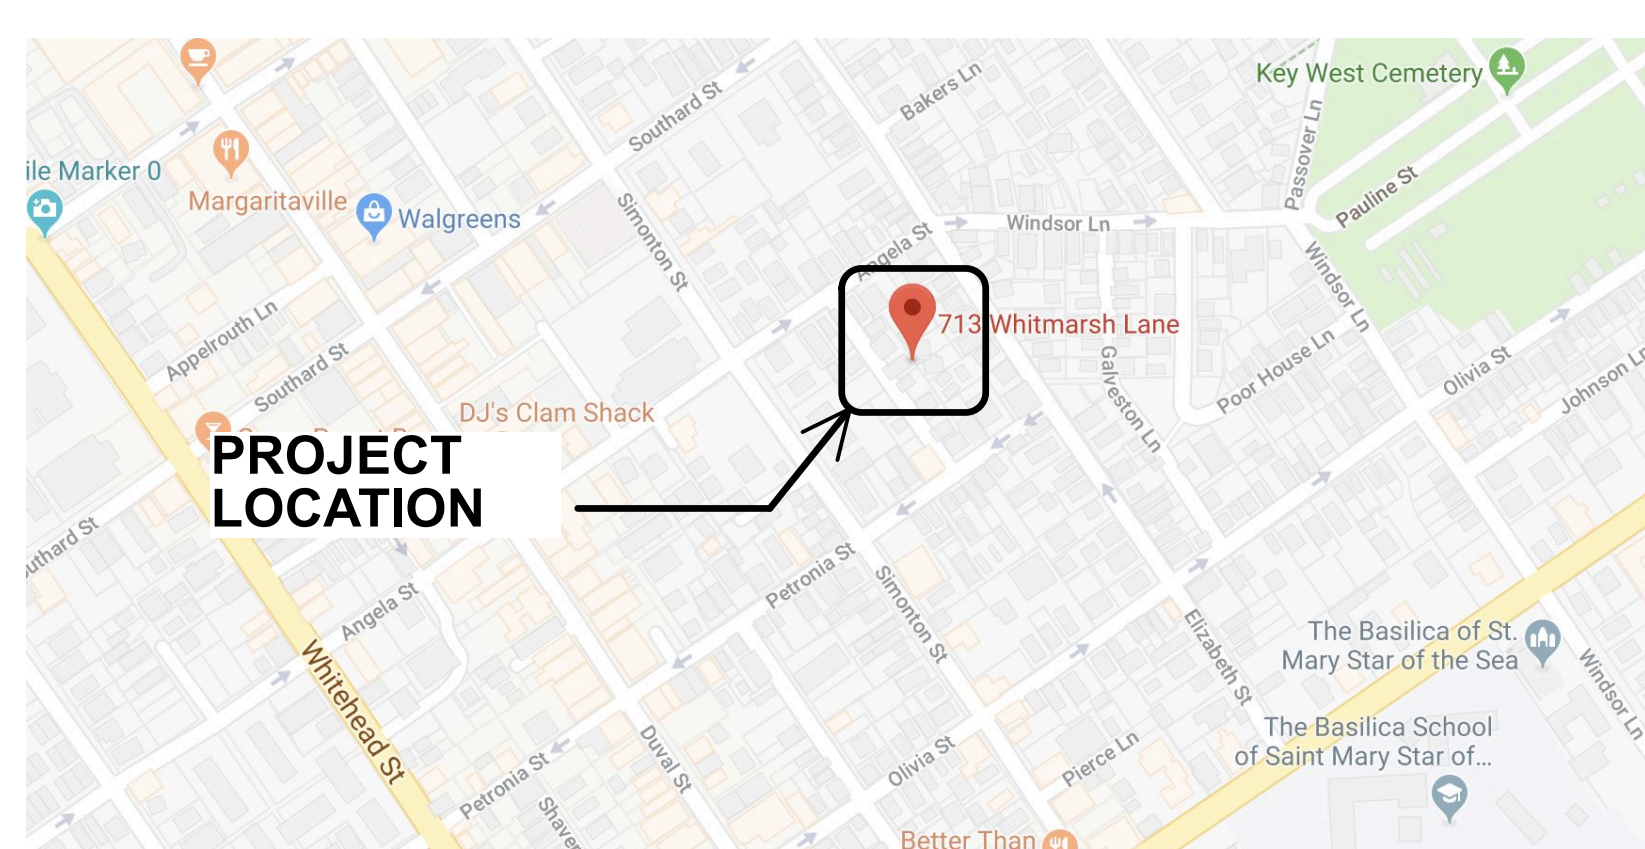 Key West Cemetery
Bakers Ln
Southard St
Passover Ln
ile Marker 0
Margaritaville
Walgreens
Pauline St
Simonton St
Windsor Ln
Angela St
Windsor Ln
713 Whitmarsh Lane
Appelrouth Ln
Southard St
Galveston Ln
Poor House Ln
Olivia St
Johnson Ln
DJ's Clam Shack
PROJECT
LOCATION
uthard St
Petronia St
Simonton St
Angela St
Elizabeth St
The Basilica of St.
Mary Star of the Sea
Windsor Ln
Whitehead St
The Basilica School
of Saint Mary Star of...
Duval St
Olivia St
Pierce Ln
Petronia St
Shave
Better Than